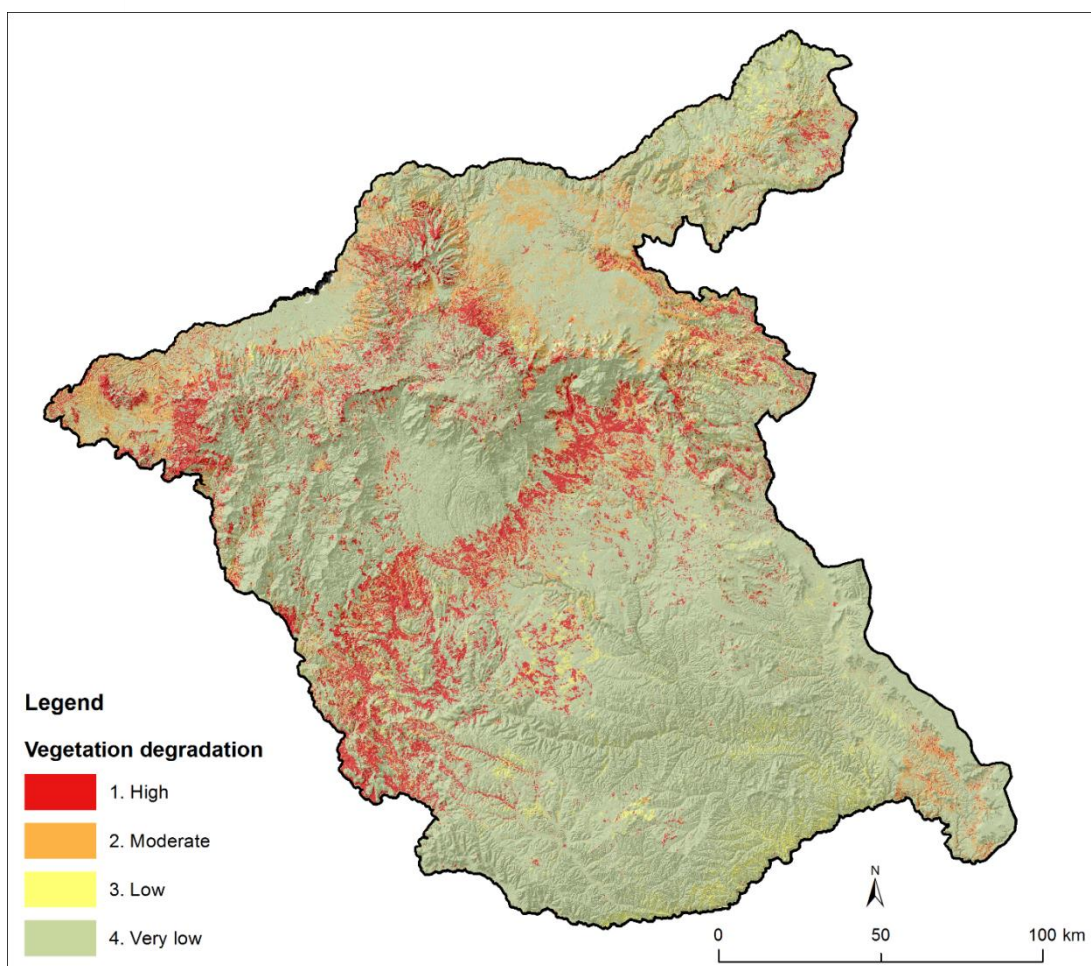 Legend
Vegetation degradation
1. High
2. Moderate
3. Low
4. Very low
N
0 50 100 km